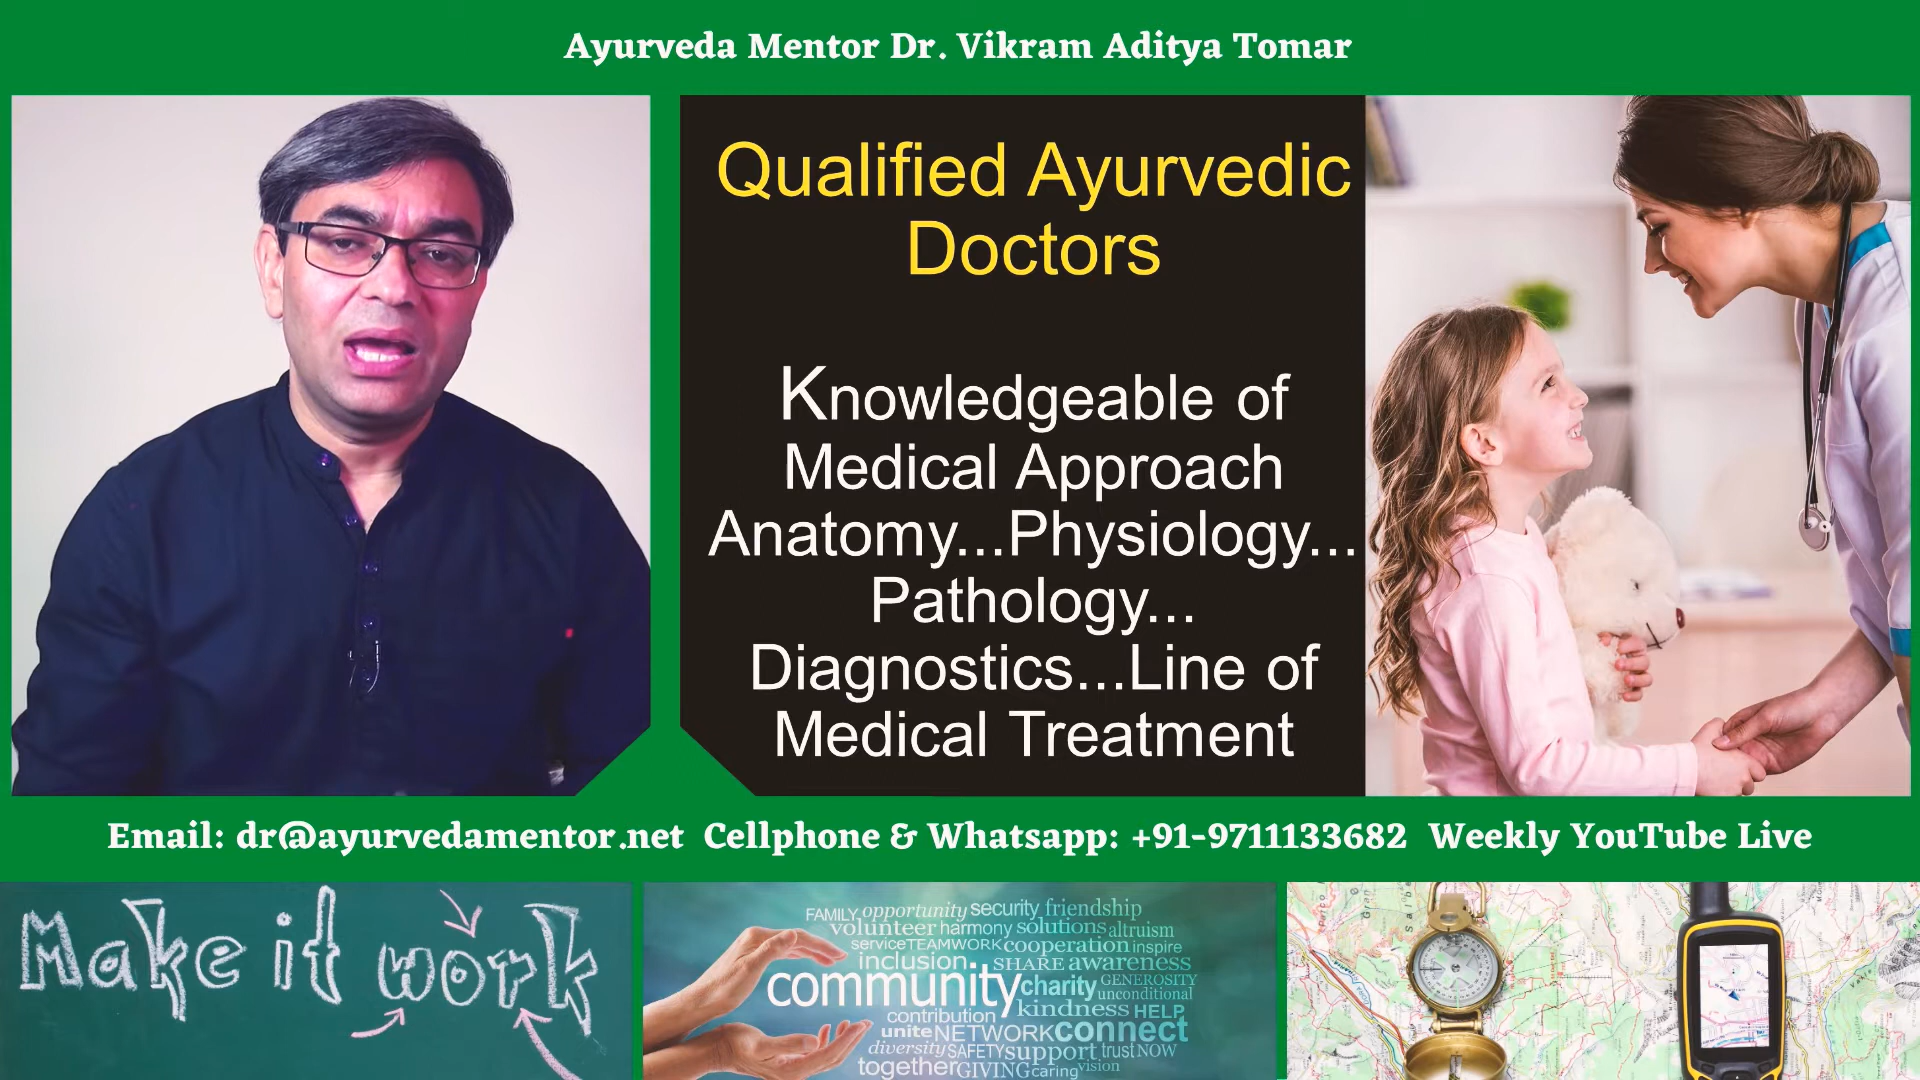 Ayurveda Mentor Dr. Vikram Aditya Tomar
Qualified Ayurvedic
Doctors
Knowledgeable of
Medical Approach
Anatomy...Physiology...
Pathology...
Diagnostics...Line of
Medical Treatment
Email: dr@ayurvedamentor.net Cellphone & Whatsapp: +91-9711133682 Weekly YouTube Live
Make it work
FAMILY opportunity security friendship
volunteer harmony solutions altruism
service TEAMWORK cooperation inspire
inclusion SHARE awareness
community charity GENEROSITY
unconditional
kindness HELP
contribution
unite NETWORK connect
diversity SAFETY support trust NOW
together GIVING caring vision